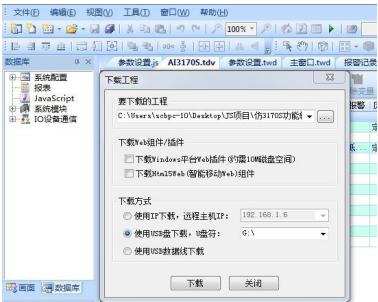 文件(F) 编辑(E) 视图(V) 工具(T) 窗口(W) 帮助(H)
100%
数据库
参数设置.js AI3170S.tdv 参数设置.twd 主窗口.twd 报警记录
系统配置
报表
JavaScript
系统模块
IO设备通信
下载工程
要下载的工程
C:\Users\scbpc-10\Desktop\JS项目\仿3170S功能\
...
下载Web组件/插件
下载Windows平台Web插件(约需10M磁盘空间)
下载Html5Web(智能移动Web)组件
下载方式
使用IP下载，远程主机IP: 192.168.1.6
使用USB盘下载，U盘符: G:\
使用USB数据线下载
下载 关闭
报警
画面 数据库